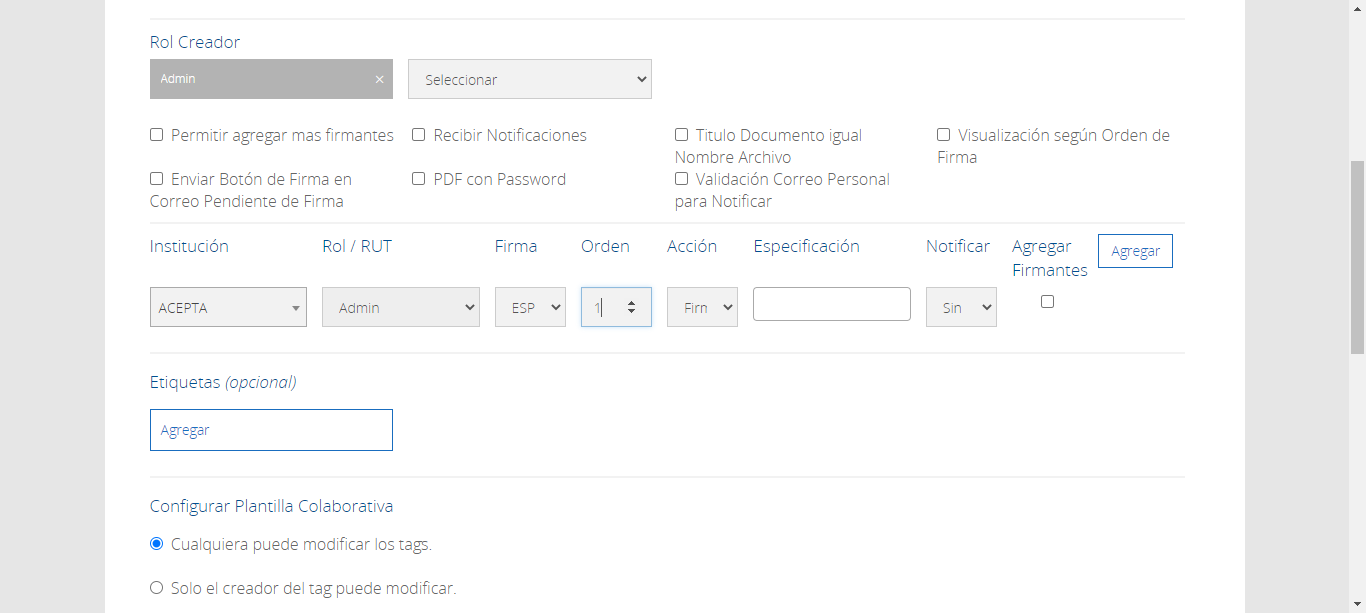 Rol Creador
Admin × Seleccionar
Permitir agregar mas firmantes Recibir Notificaciones Titulo Documento igual Visualización según Orden de
Nombre Archivo Firma
Enviar Botón de Firma en PDF con Password Validación Correo Personal
Correo Pendiente de Firma para Notificar
Institución Rol / RUT Firma Orden Acción Especificación Notificar Agregar Agregar
Firmantes
ACEPTA Admin ESP 1 Firn Sin
Etiquetas (opcional)
Agregar
Configurar Plantilla Colaborativa
Cualquiera puede modificar los tags.
Solo el creador del tag puede modificar.